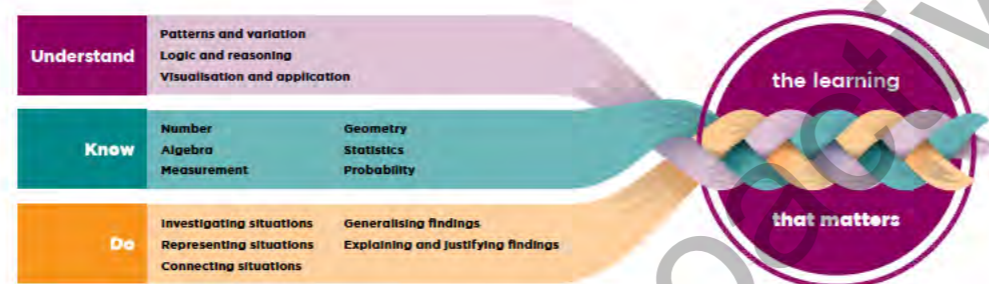 Understand
Patterns and variation
Logic and reasoning
Visualisation and application
Know
Number
Algebra
Measurement
Geometry
Statistics
Probability
Do
Investigating situations
Representing situations
Connecting situations
Generalising findings
Explaining and justifying findings
the learning
that matters